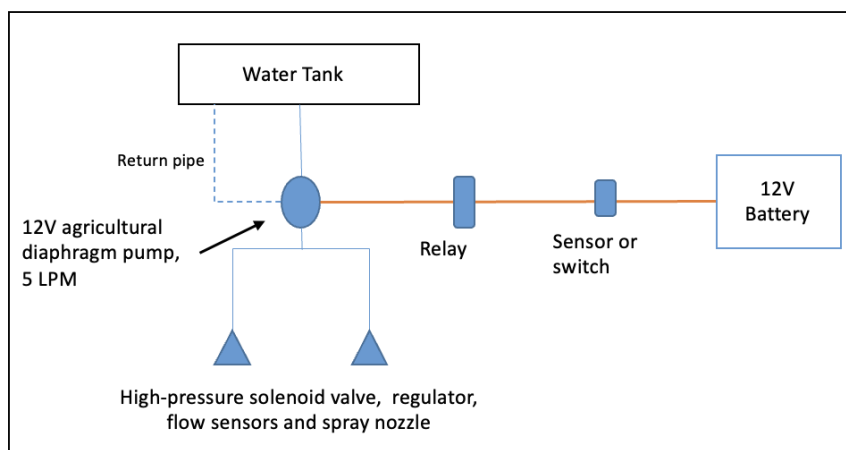 Water Tank
Return pipe
12V
Battery
12V agricultural
diaphragm pump,
5 LPM
Relay
Sensor or
switch
High-pressure solenoid valve, regulator,
flow sensors and spray nozzle